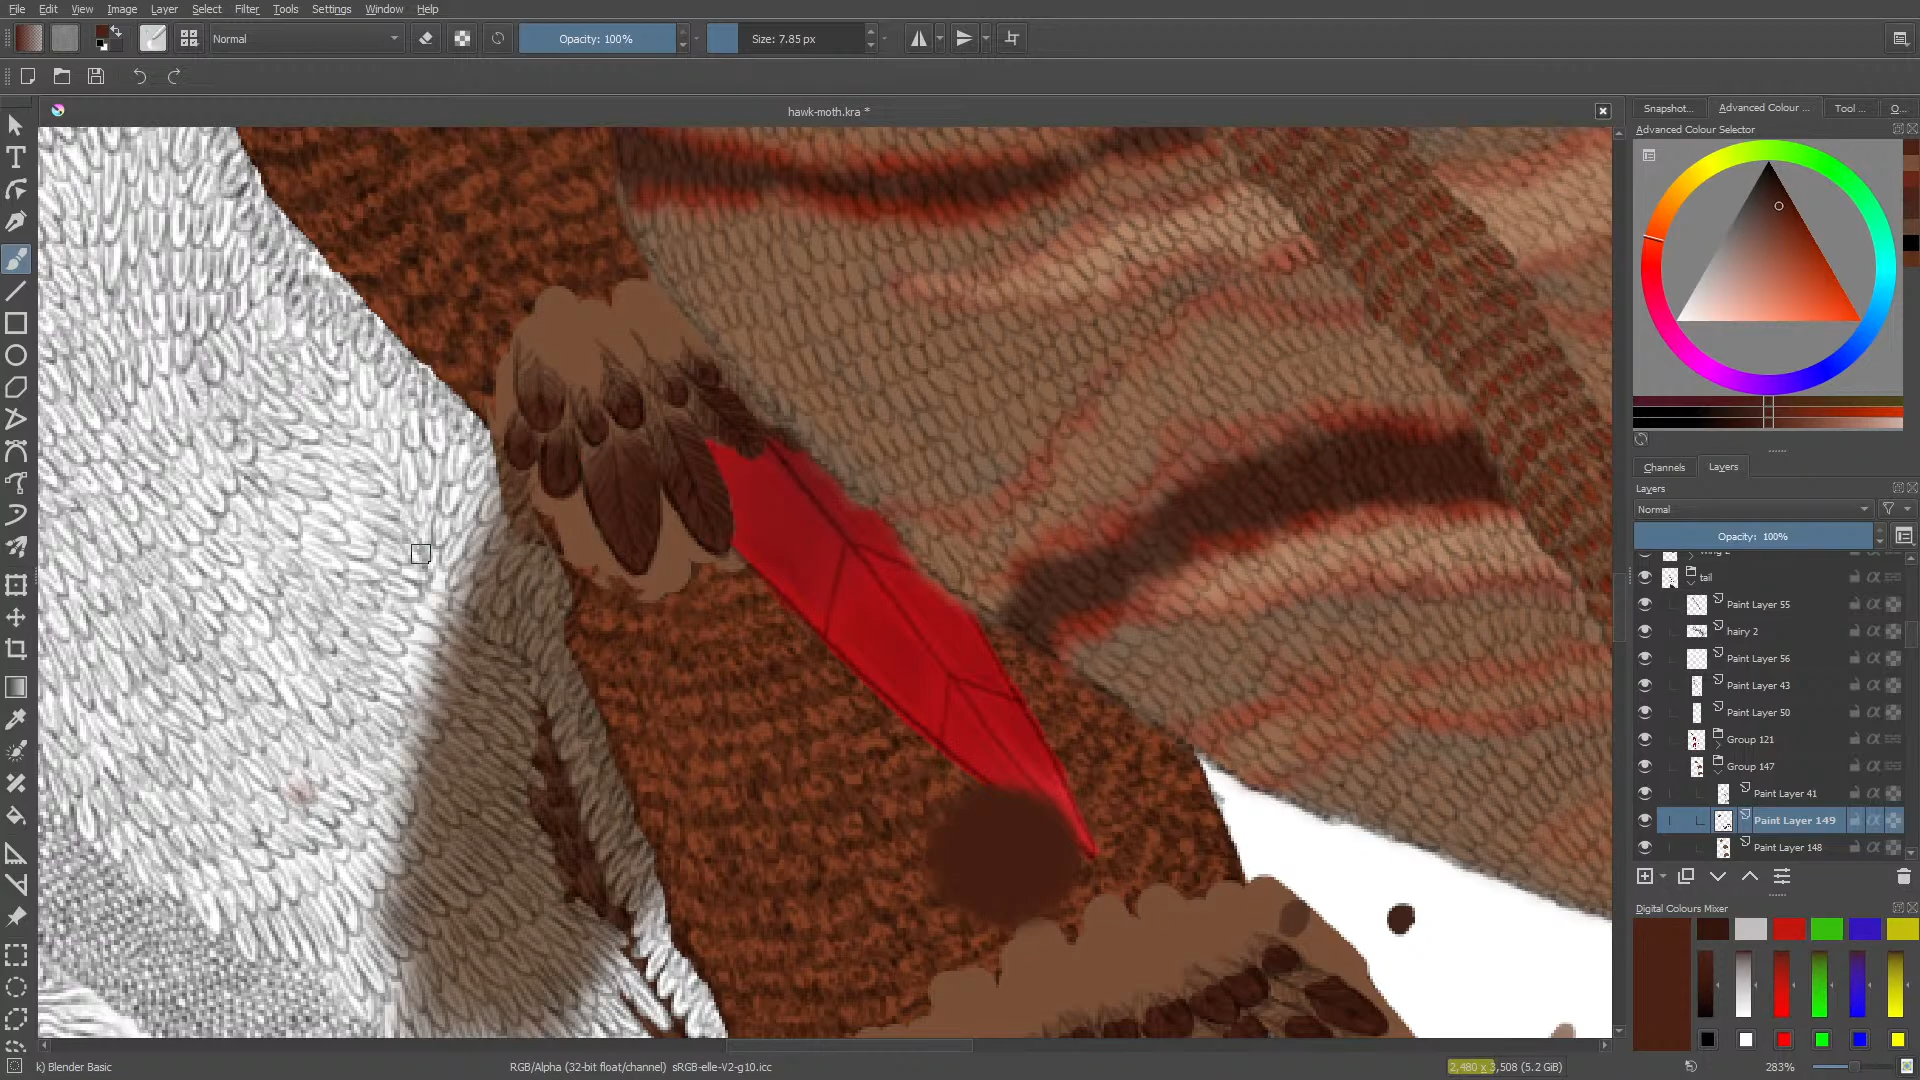 File Edit View Image Layer Select Filter Tools Settings Window Help
Normal
Opacity: 100%
Size: 7.85 px
hawk-moth.kra *
Snapshot... Advanced Colour ... Tool ... O...
Advanced Colour Selector
Channels Layers
Layers
Normal
Opacity: 100%
tail
Paint Layer 55
hairy 2
Paint Layer 56
Paint Layer 43
Paint Layer 50
Group 121
Group 147
Paint Layer 41
Paint Layer 149
Paint Layer 148
Digital Colours Mixer
k) Blender Basic
RGB/Alpha (32-bit float/channel) sRGB-elle-V2-g10.icc
2,480 x 3,508 (5.2 GiB)
283%